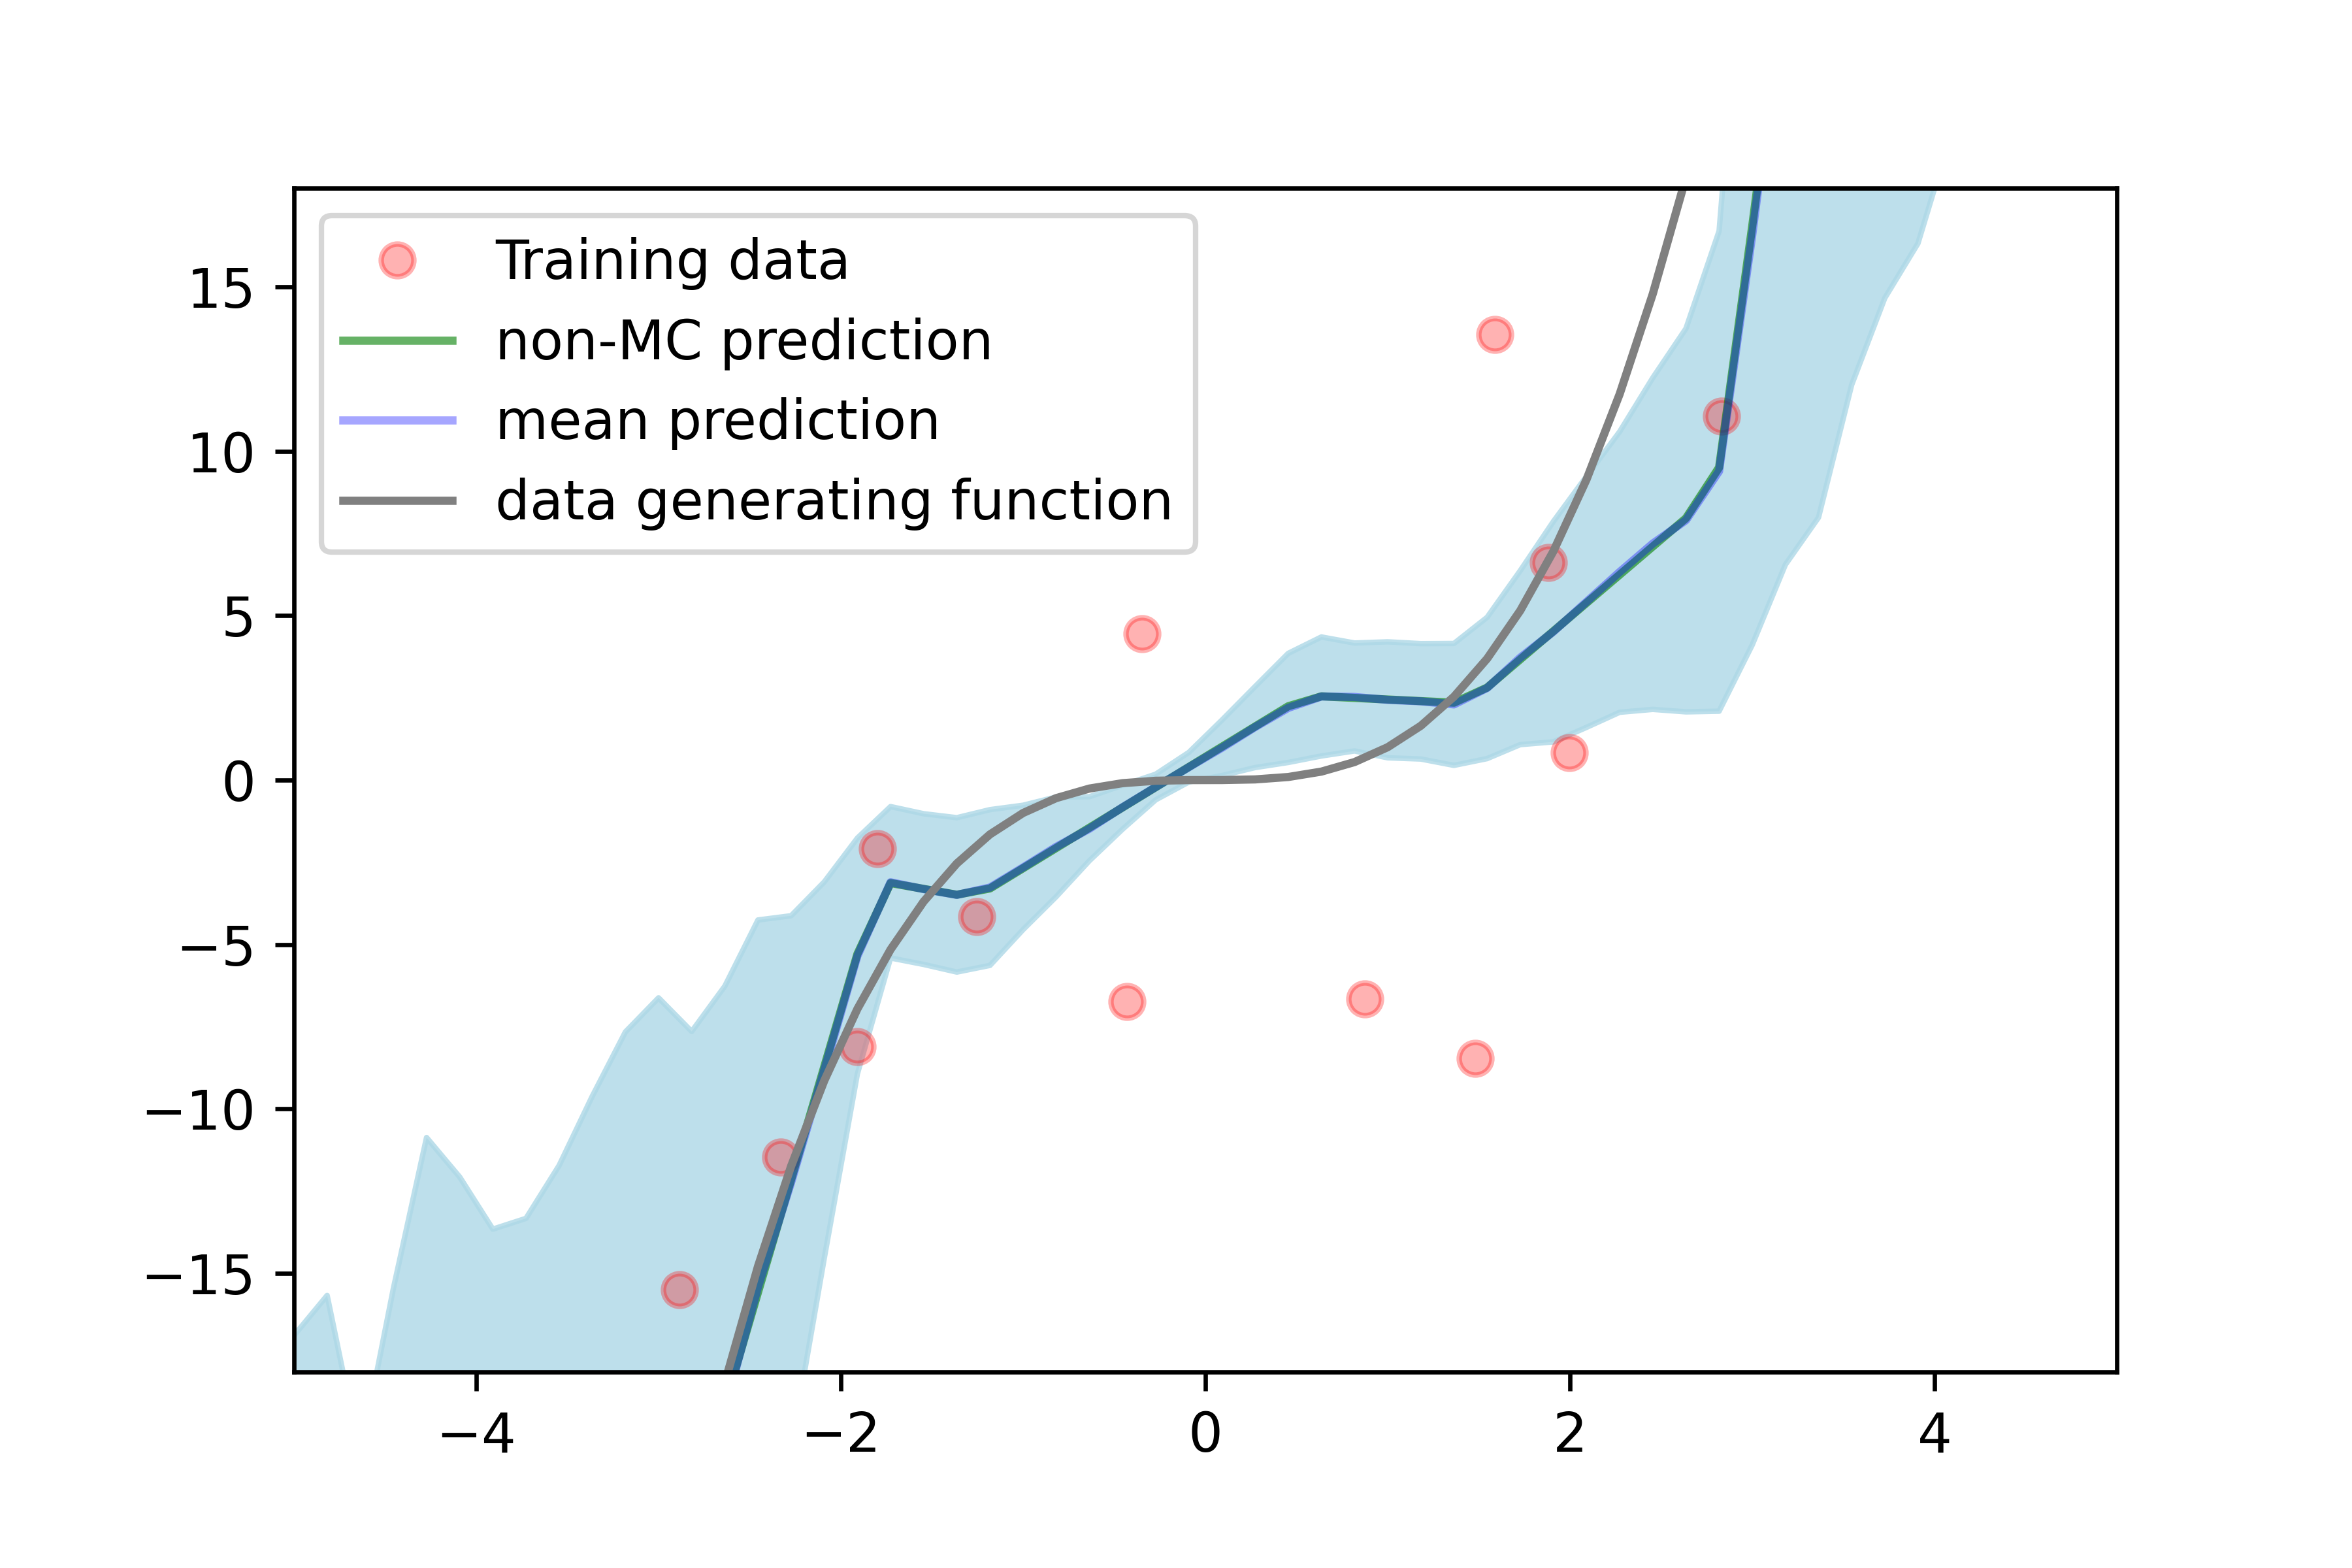 Training data
non-MC prediction
mean prediction
data generating function
15
10
5
0
−5
−10
−15
−4 −2 0 2 4